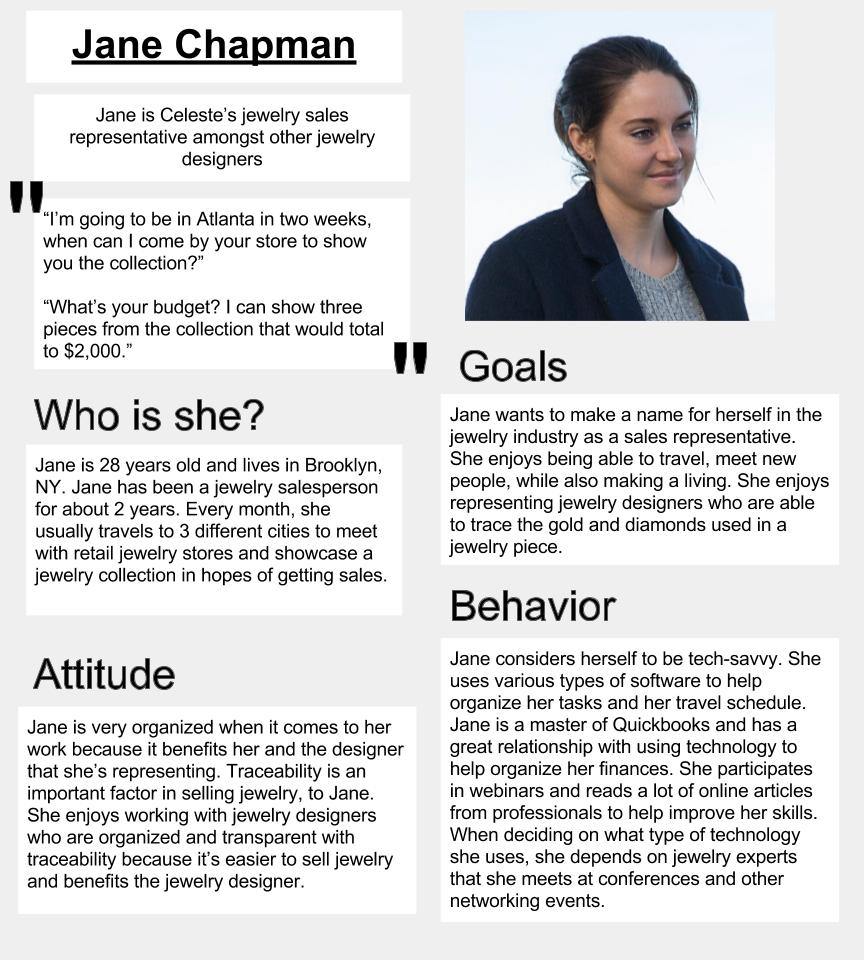 Jane Chapman
Jane is Celeste’s jewelry sales
representative amongst other jewelry
designers
"
“I’m going to be in Atlanta in two weeks,
when can I come by your store to show
you the collection?”
“What’s your budget? I can show three
pieces from the collection that would total
to $2,000.”
"
Who is she?
Jane is 28 years old and lives in Brooklyn,
NY. Jane has been a jewelry salesperson
for about 2 years. Every month, she
usually travels to 3 different cities to meet
with retail jewelry stores and showcase a
jewelry collection in hopes of getting sales.
Attitude
Jane is very organized when it comes to her
work because it benefits her and the designer
that she’s representing. Traceability is an
important factor in selling jewelry, to Jane.
She enjoys working with jewelry designers
who are organized and transparent with
traceability because it’s easier to sell jewelry
and benefits the jewelry designer.
Goals
Jane wants to make a name for herself in the
jewelry industry as a sales representative.
She enjoys being able to travel, meet new
people, while also making a living. She enjoys
representing jewelry designers who are able
to trace the gold and diamonds used in a
jewelry piece.
Behavior
Jane considers herself to be tech-savvy. She
uses various types of software to help
organize her tasks and her travel schedule.
Jane is a master of Quickbooks and has a
great relationship with using technology to
help organize her finances. She participates
in webinars and reads a lot of online articles
from professionals to help improve her skills.
When deciding on what type of technology
she uses, she depends on jewelry experts
that she meets at conferences and other
networking events.